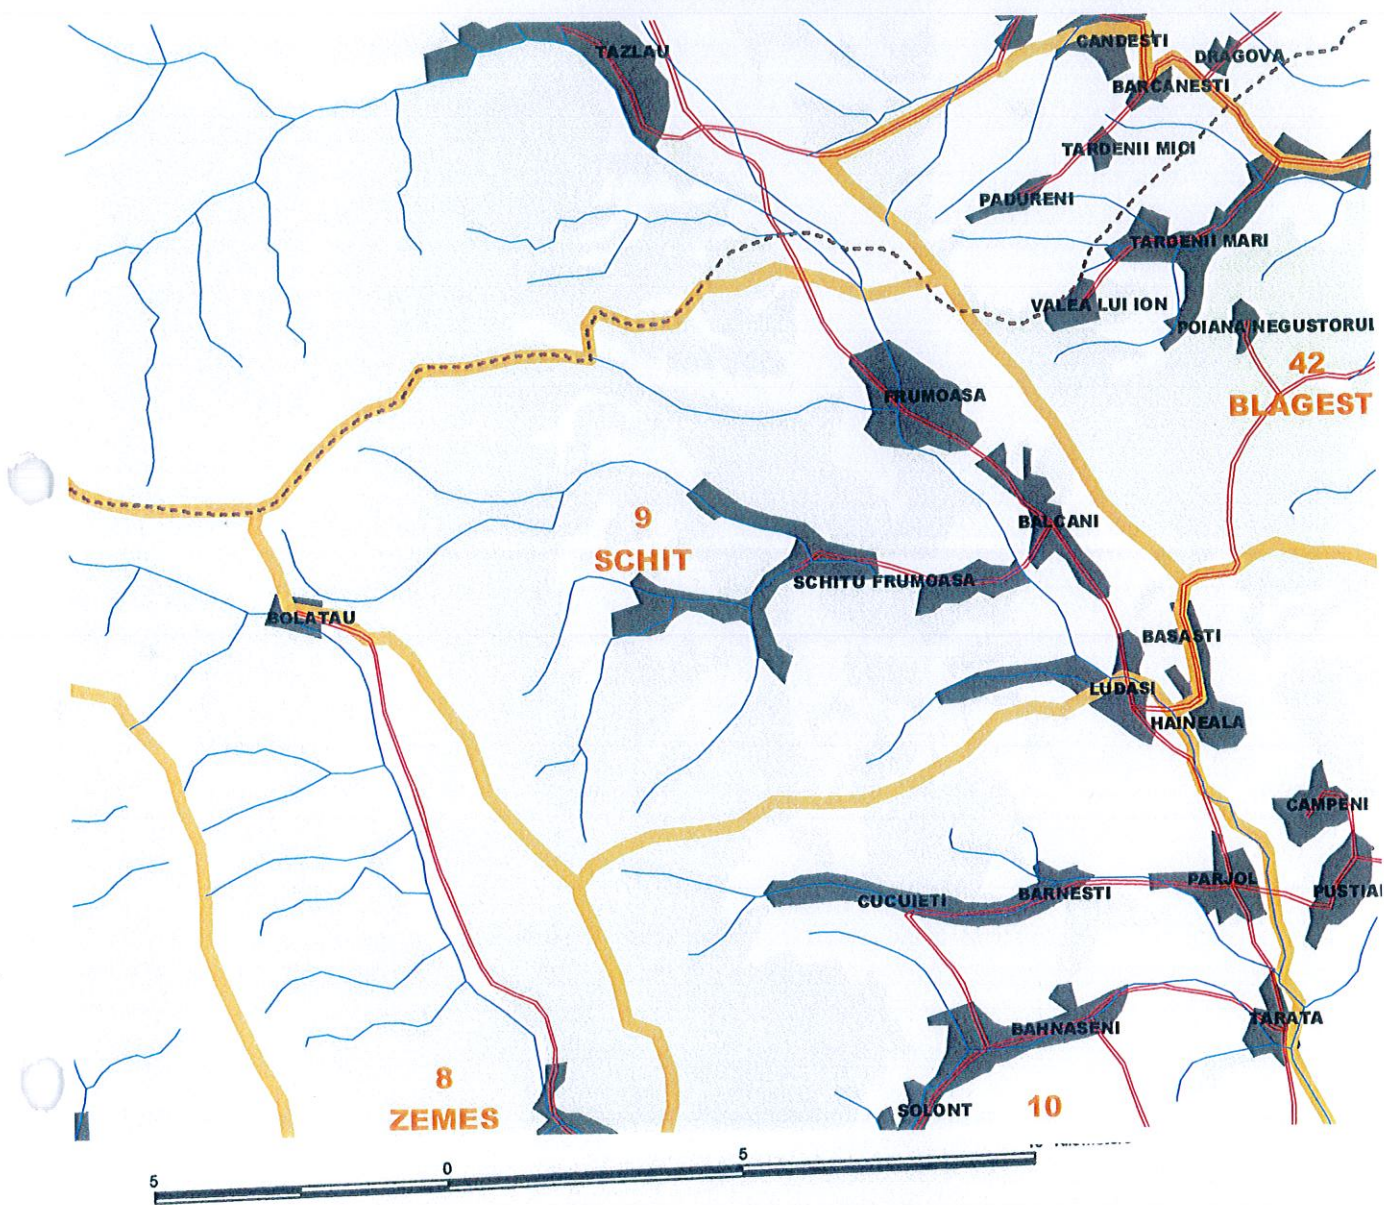 CANDESTI
TAZLAU
DRAGOVA
BARCANESTI
TARDENII MICI
PADURENI
TARDENII MARI
VALEA LUI ION
POIANA NEGUSTORUL
42
BLAGEST
FRUMOASA
9
SCHIT
BALCANI
SCHITU FRUMOASA
BOLATAU
BASASTI
LUDASI
HAINEALA
CAMPENI
PARJOL
PUSTIA
BARNESTI
CUCUIETI
TARATA
BAHNASENI
8
ZEMES
SOLONT
10
5
0
5